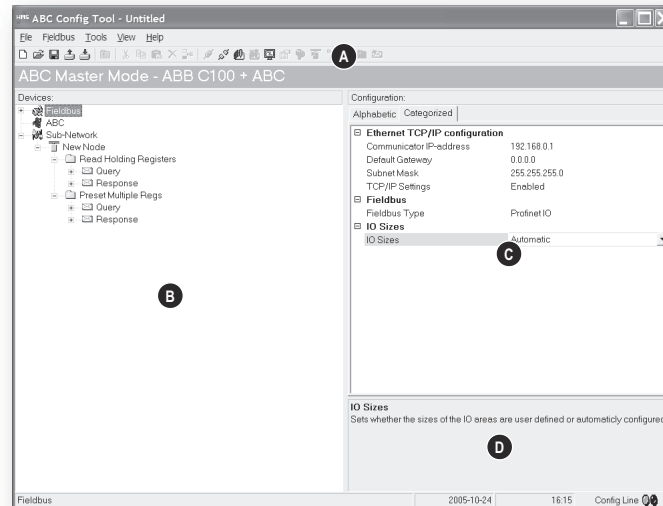 HMS ABC Config Tool - Untitled
File Fieldbus Tools View Help
A
ABC Master Mode - ABB C100 + ABC
Devices:
Fieldbus
ABC
Sub-Network
New Node
Read Holding Registers
Query
Response
Preset Multiple Regs
Query
Response
B
Configuration:
Alphabetic Categorized
Ethernet TCP/IP configuration
Communicator IP-address 192.168.0.1
Default Gateway 0.0.0.0
Subnet Mask 255.255.255.0
TCP/IP Settings Enabled
Fieldbus
Fieldbus Type Profinet IO
IO Sizes
IO Sizes Automatic
C
IO Sizes
Sets whether the sizes of the IO areas are user defined or automaticly configured
D
Fieldbus 2005-10-24 16:15 Config Line